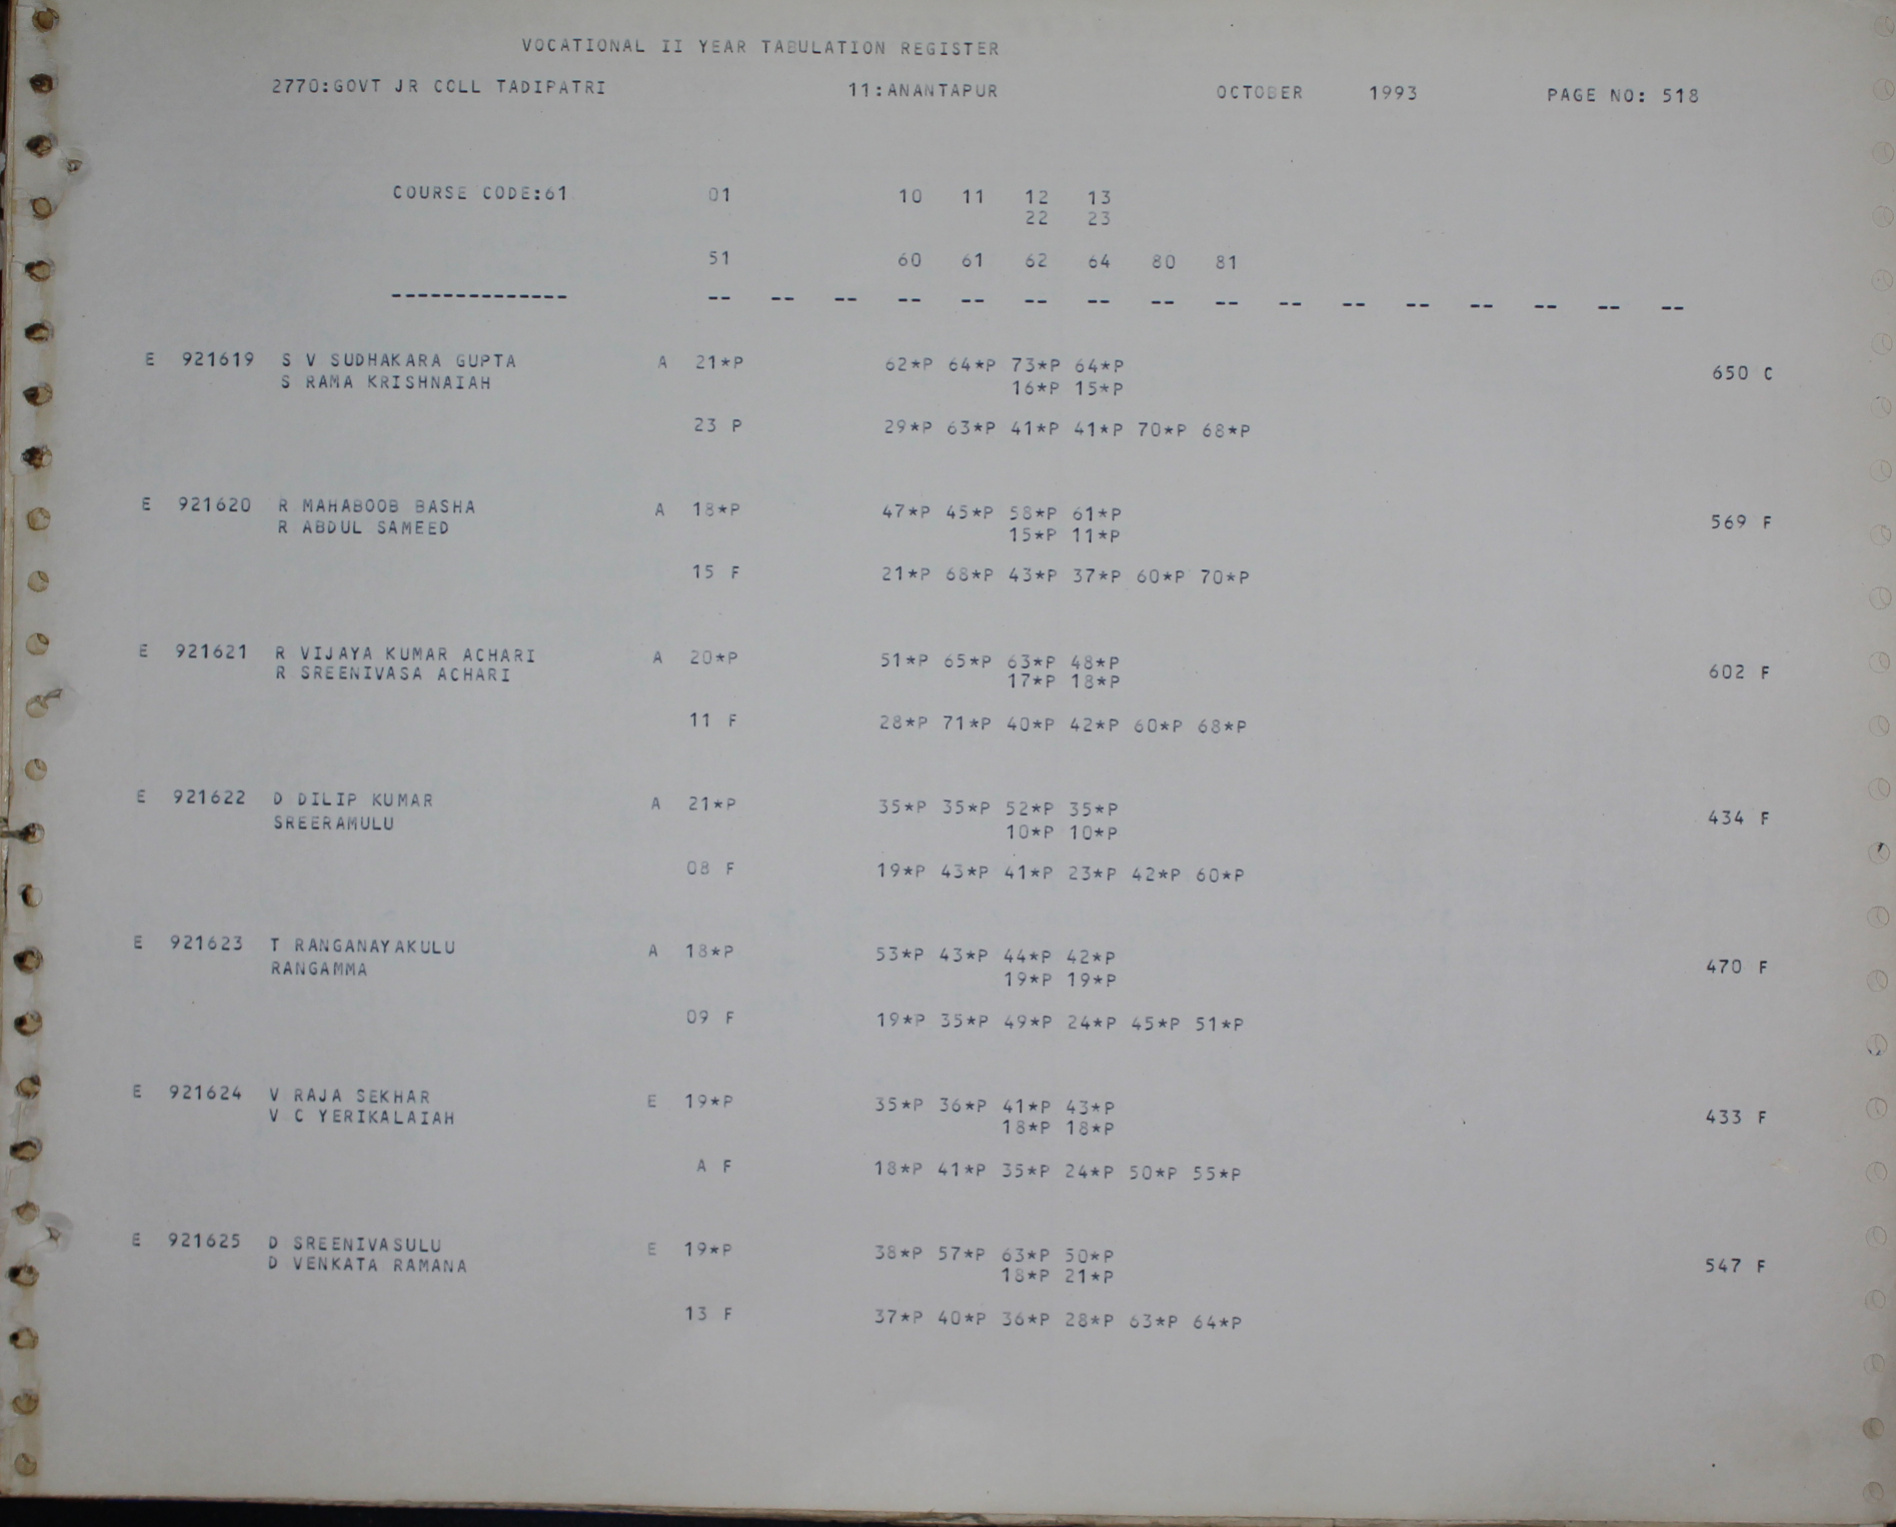 VOCATIONAL II YEAR TABULATION REGISTER
2770:GOVT JR COLL TADIPATRI 11:ANANTAPUR OCTOBER 1993 PAGE NO: 518
COURSE CODE:61 01 10 11 12 13
22 23
51 60 61 62 64 80 81
-------------- -- -- -- -- -- -- -- -- -- -- -- -- -- -- -- --
E 921619 S V SUDHAKARA GUPTA A 21*P 62*P 64*P 73*P 64*P 650 C
S RAMA KRISHNAIAH 16*P 15*P
23 P 29*P 63*P 41*P 41*P 70*P 68*P
E 921620 R MAHABOOB BASHA A 18*P 47*P 45*P 58*P 61*P 569 F
R ABDUL SAMEED 15*P 11*P
15 F 21*P 68*P 43*P 37*P 60*P 70*P
E 921621 R VIJAYA KUMAR ACHARI A 20*P 51*P 65*P 63*P 48*P 602 F
R SREENIVASA ACHARI 17*P 18*P
11 F 28*P 71*P 40*P 42*P 60*P 68*P
E 921622 D DILIP KUMAR A 21*P 35*P 35*P 52*P 35*P 434 F
SREERAMULU 10*P 10*P
08 F 19*P 43*P 41*P 23*P 42*P 60*P
E 921623 T RANGANAYAKULU A 18*P 53*P 43*P 44*P 42*P 470 F
RANGAMMA 19*P 19*P
09 F 19*P 35*P 49*P 24*P 45*P 51*P
E 921624 V RAJA SEKHAR E 19*P 35*P 36*P 41*P 43*P 433 F
V C YERIKALAIAH 18*P 18*P
A F 18*P 41*P 35*P 24*P 50*P 55*P
E 921625 D SREENIVASULU E 19*P 38*P 57*P 63*P 50*P 547 F
D VENKATA RAMANA 18*P 21*P
13 F 37*P 40*P 36*P 28*P 63*P 64*P